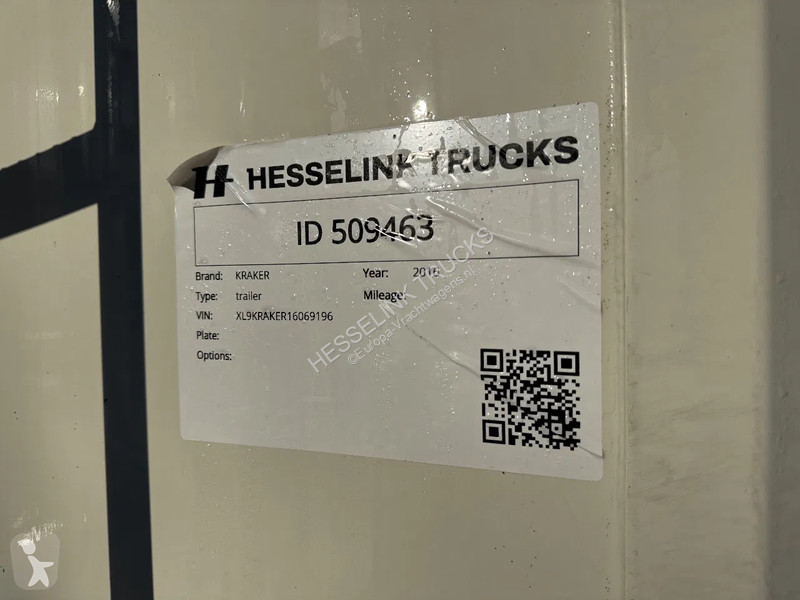 H HESSELINK TRUCKS
ID 509463
Brand: KRAKER Year: 2016
Type: trailer Mileage:
VIN: XL9KRAKER16069196
Plate:
Options:
HESSELINK TRUCKS
©Europa-Vrachtwagens.nl